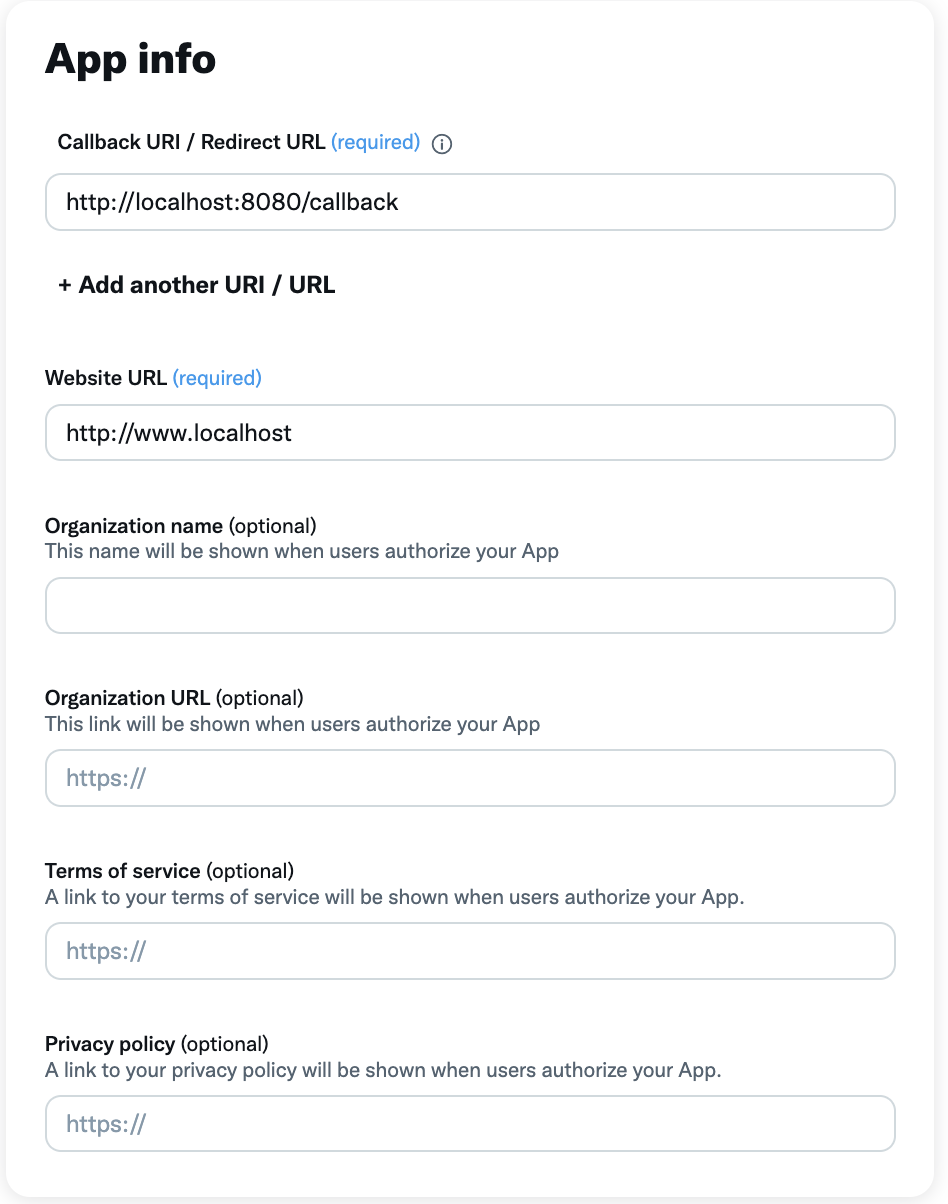 App info
Callback URI / Redirect URL (required)
http://localhost:8080/callback
+ Add another URI / URL
Website URL (required)
http://www.localhost
Organization name (optional)
This name will be shown when users authorize your App
Organization URL (optional)
This link will be shown when users authorize your App
https://
Terms of service (optional)
A link to your terms of service will be shown when users authorize your App.
https://
Privacy policy (optional)
A link to your privacy policy will be shown when users authorize your App.
https://